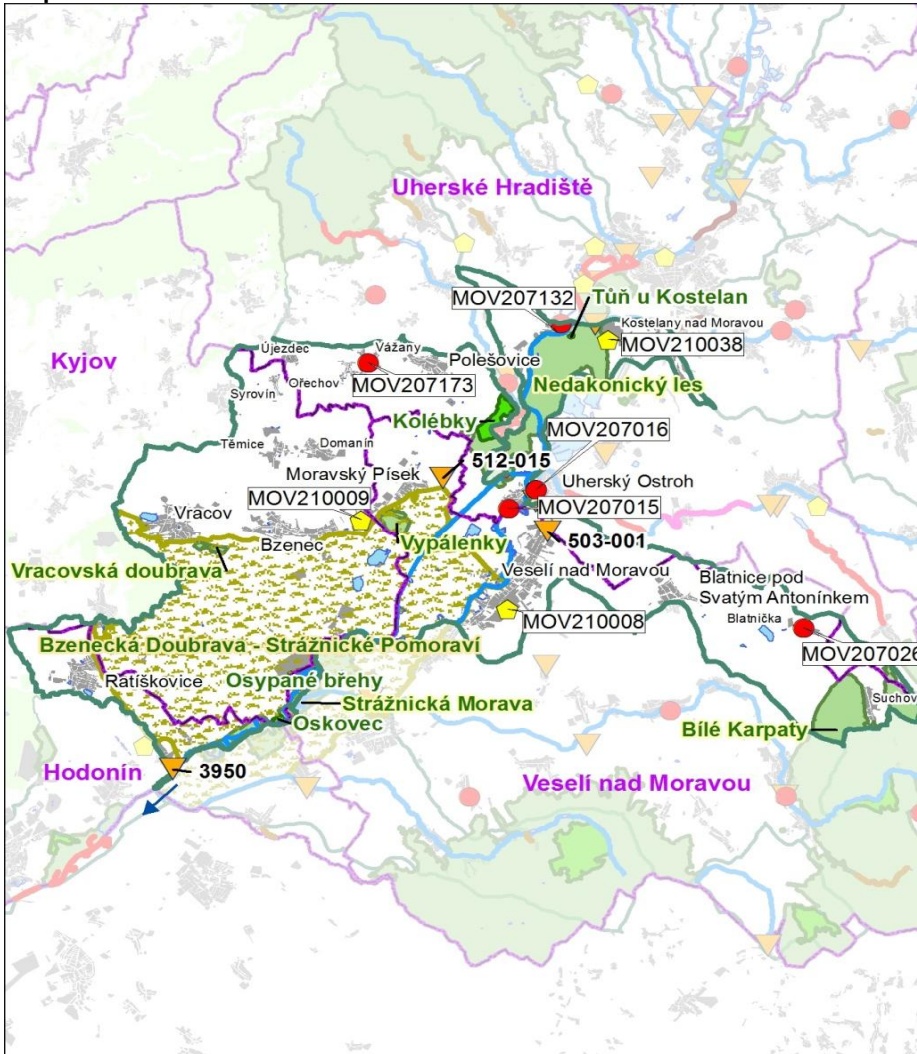 Uherské Hradiště
MOV207132
Tůň u Kostelan
Kostelany nad Moravou
MOV210038
Kyjov
Újezdec
Vážany
Polešovice
Syrovín
Ořechov
MOV207173
Nedakonický les
Kolébky
MOV207016
Těmice
Domanín
512-015
Moravský Písek
Uherský Ostroh
MOV210009
MOV207015
Vracov
Bzenec
Vypálenky
503-001
Vracovská doubrava
Veselí nad Moravou
Blatnice pod
Svatým Antonínkem
Blatnička
MOV210008
Bzenecká Doubrava - Strážnické Pomoraví
MOV207026
Ratíškovice
Osypané břehy
Strážnická Morava
Suchov
Oskovec
Bílé Karpaty
Hodonín
3950
Veselí nad Moravou